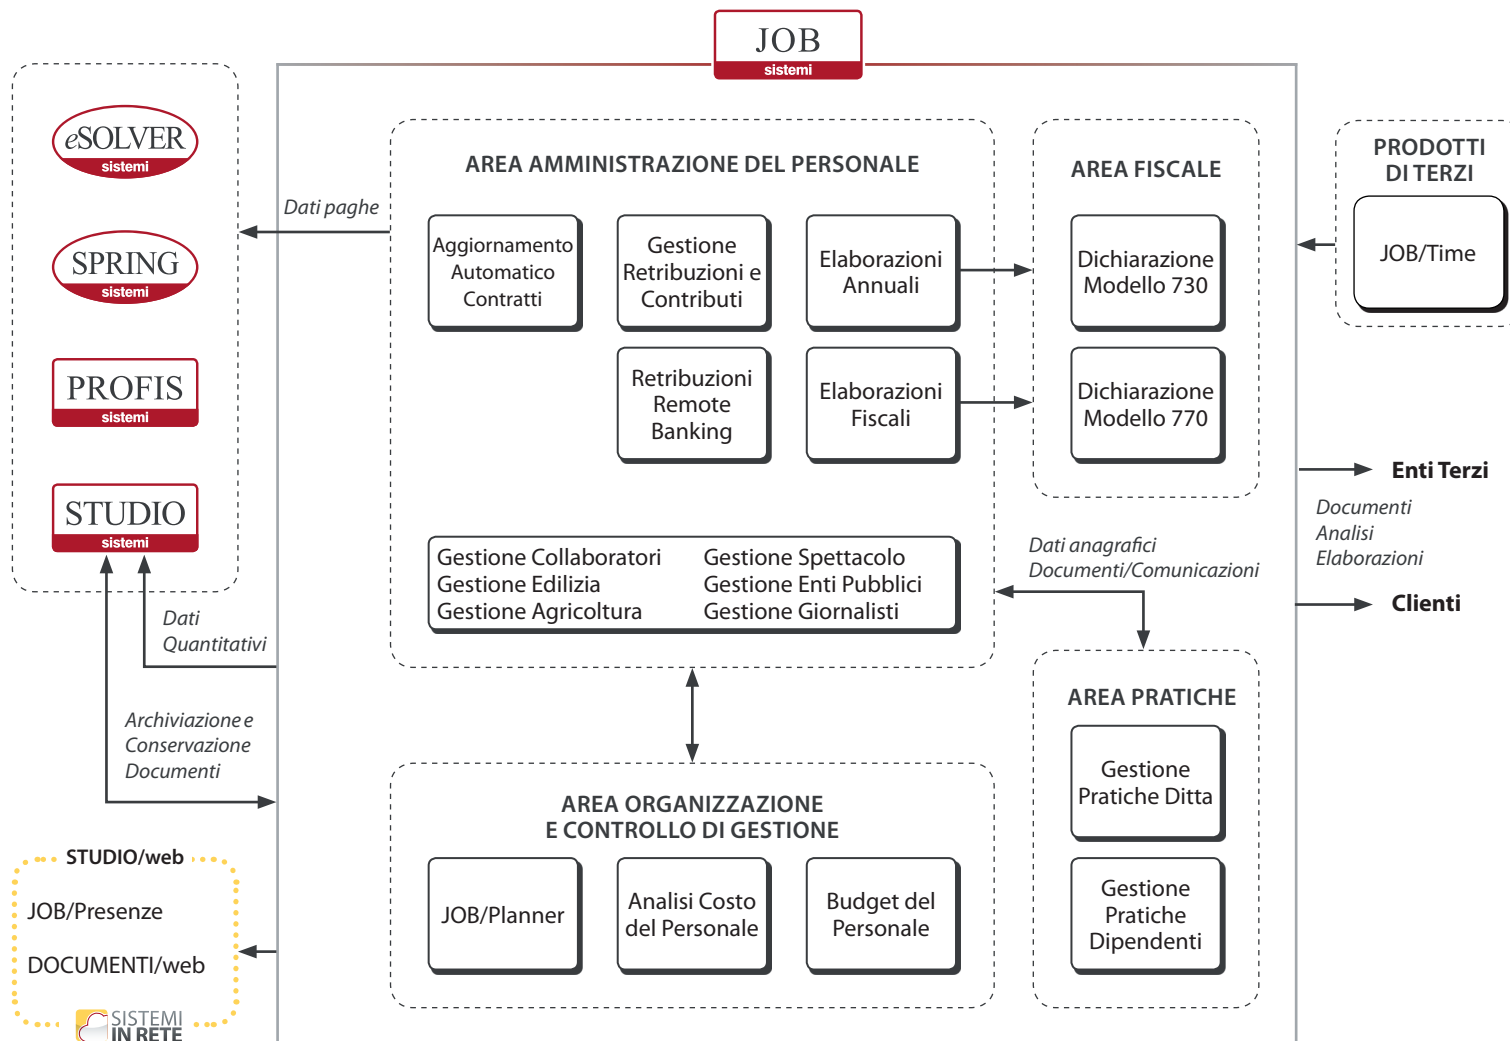 JOB
sistemi
eSOLVER
sistemi
SPRING
sistemi
PROFIS
sistemi
STUDIO
sistemi
Dati paghe
Dati
Quantitativi
Archiviazione e
Conservazione
Documenti
STUDIO/web
JOB/Presenze
DOCUMENTI/web
SISTEMI
IN RETE
AREA AMMINISTRAZIONE DEL PERSONALE
Aggiornamento
Automatico
Contratti
Gestione
Retribuzioni e
Contributi
Elaborazioni
Annuali
Retribuzioni
Remote
Banking
Elaborazioni
Fiscali
Gestione Collaboratori
Gestione Edilizia
Gestione Agricoltura
Gestione Spettacolo
Gestione Enti Pubblici
Gestione Giornalisti
AREA FISCALE
Dichiarazione
Modello 730
Dichiarazione
Modello 770
Dati anagrafici
Documenti/Comunicazioni
AREA PRATICHE
Gestione
Pratiche Ditta
Gestione
Pratiche
Dipendenti
AREA ORGANIZZAZIONE
E CONTROLLO DI GESTIONE
JOB/Planner
Analisi Costo
del Personale
Budget del
Personale
PRODOTTI
DI TERZI
JOB/Time
Enti Terzi
Documenti
Analisi
Elaborazioni
Clienti